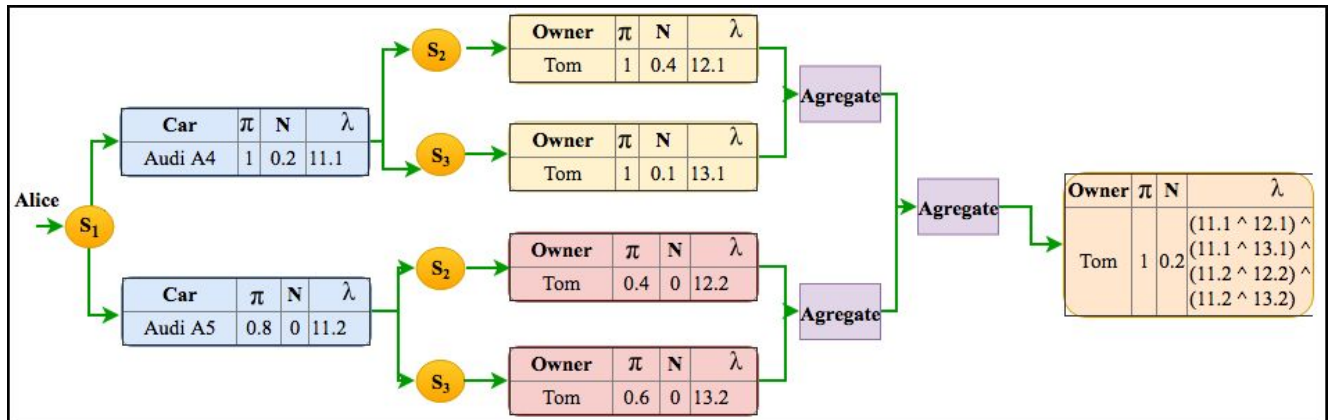 Alice
S1
Car π N λ
Audi A4 1 0.2 11.1
Car π N λ
Audi A5 0.8 0 11.2
S2
Owner π N λ
Tom 1 0.4 12.1
S3
Owner π N λ
Tom 1 0.1 13.1
Agregate
S2
Owner π N λ
Tom 0.4 0 12.2
S3
Owner π N λ
Tom 0.6 0 13.2
Agregate
Agregate
Owner π N λ
Tom 1 0.2
(11.1 ^ 12.1) ^
(11.1 ^ 13.1) ^
(11.2 ^ 12.2) ^
(11.2 ^ 13.2)